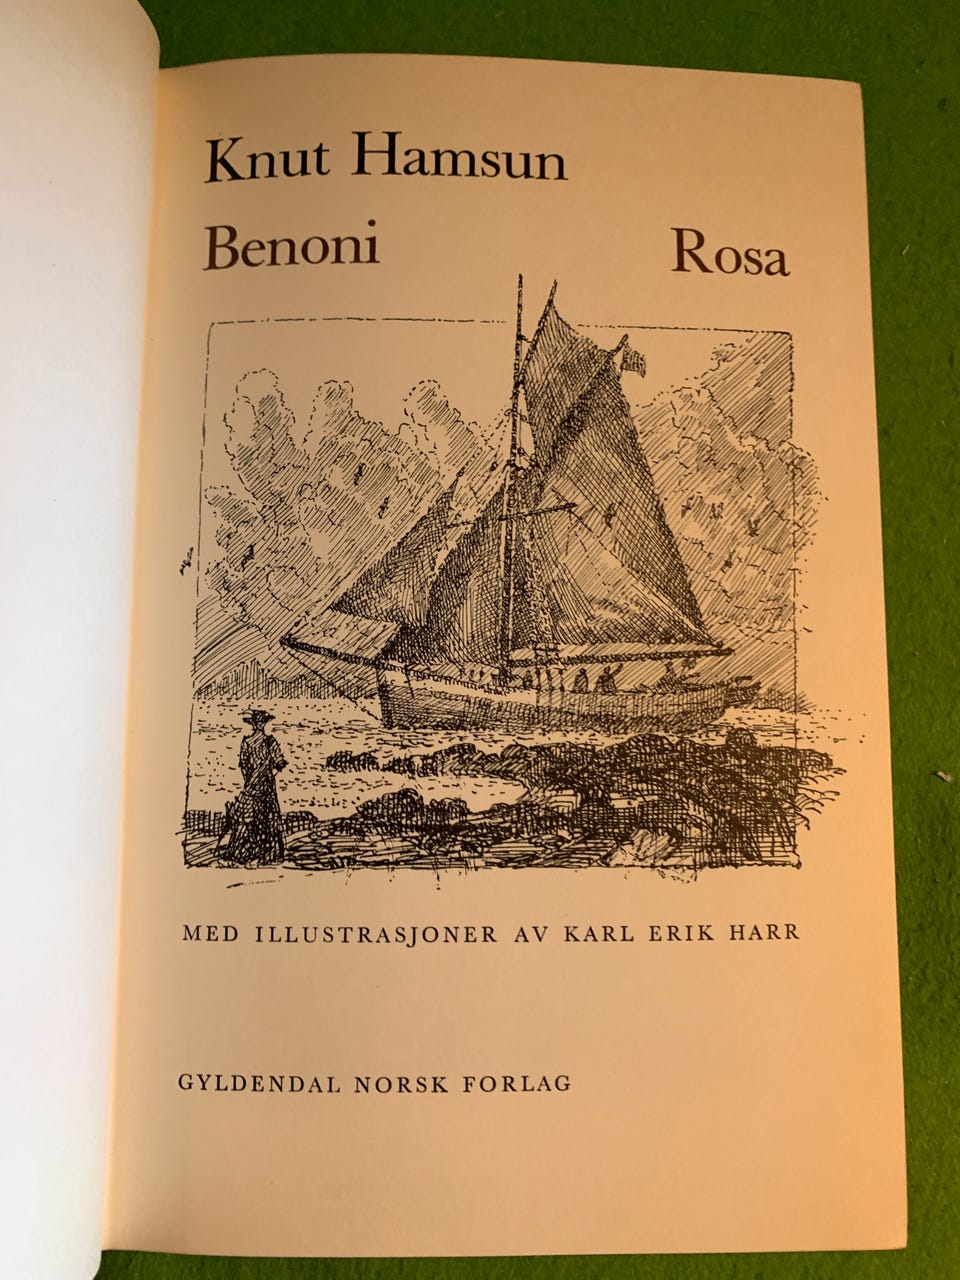 Knut Hamsun
Benoni Rosa
MED ILLUSTRASJONER AV KARL ERIK HARR
GYLDENDAL NORSK FORLAG